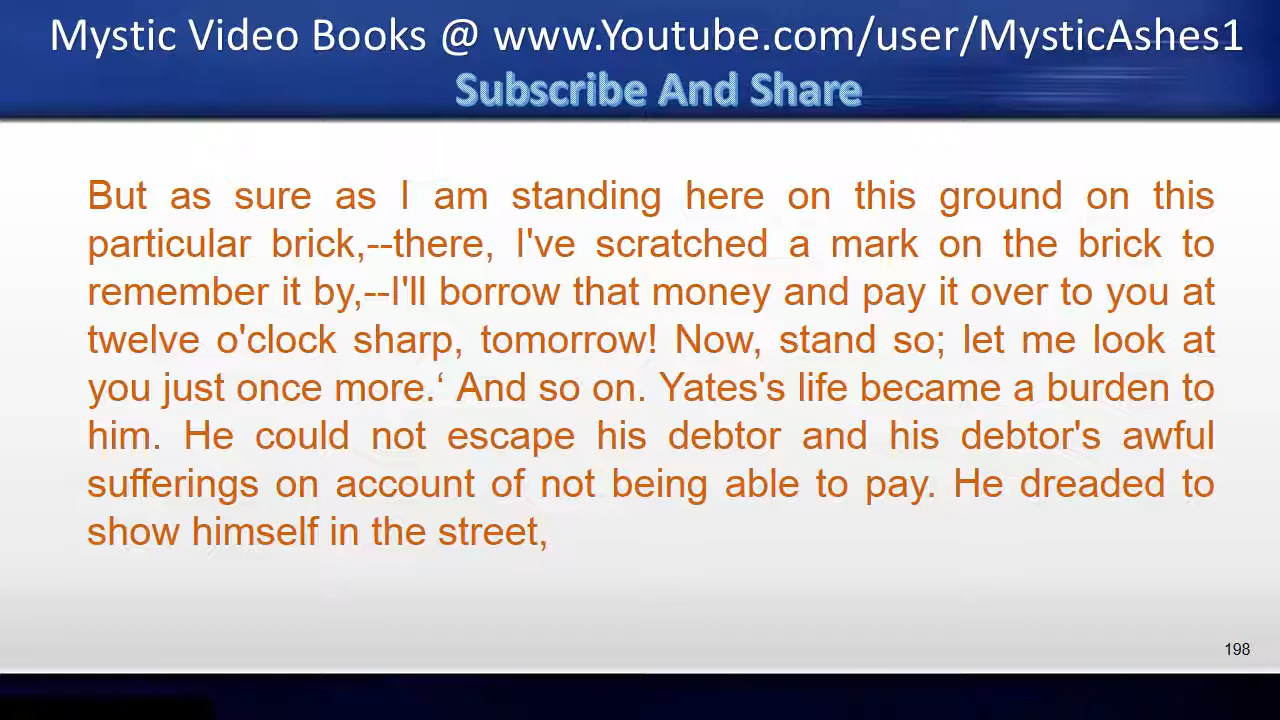 Mystic Video Books @ www.Youtube.com/user/MysticAshes1
Subscribe And Share
But as sure as I am standing here on this ground on this
particular brick,--there, I've scratched a mark on the brick to
remember it by,--I'll borrow that money and pay it over to you at
twelve o'clock sharp, tomorrow! Now, stand so; let me look at
you just once more.‘ And so on. Yates's life became a burden to
him. He could not escape his debtor and his debtor's awful
sufferings on account of not being able to pay. He dreaded to
show himself in the street,
198